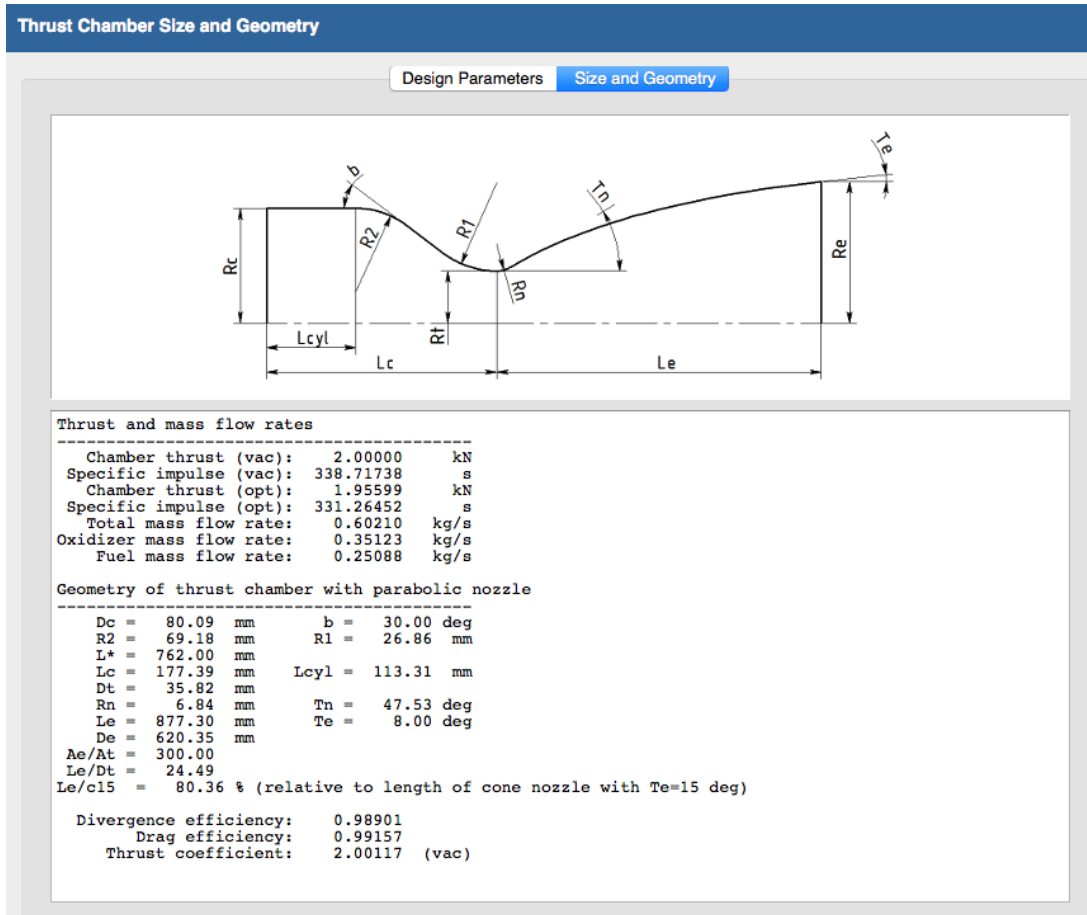 Thrust Chamber Size and Geometry
Design Parameters Size and Geometry
Te
b
Tn
R1
R2
Rc
Re
Rn
Rt
Lcyl
Lc
Le
Thrust and mass flow rates
-------------------------------------------
Chamber thrust (vac): 2.00000 kN
Specific impulse (vac): 338.71738 s
Chamber thrust (opt): 1.95599 kN
Specific impulse (opt): 331.26452 s
Total mass flow rate: 0.60210 kg/s
Oxidizer mass flow rate: 0.35123 kg/s
Fuel mass flow rate: 0.25088 kg/s
Geometry of thrust chamber with parabolic nozzle
-------------------------------------------
Dc = 80.09 mm b = 30.00 deg
R2 = 69.18 mm R1 = 26.86 mm
L* = 762.00 mm
Lc = 177.39 mm Lcyl = 113.31 mm
Dt = 35.82 mm
Rn = 6.84 mm Tn = 47.53 deg
Le = 877.30 mm Te = 8.00 deg
De = 620.35 mm
Ae/At = 300.00
Le/Dt = 24.49
Le/c15 = 80.36 % (relative to length of cone nozzle with Te=15 deg)
Divergence efficiency: 0.98901
Drag efficiency: 0.99157
Thrust coefficient: 2.00117 (vac)